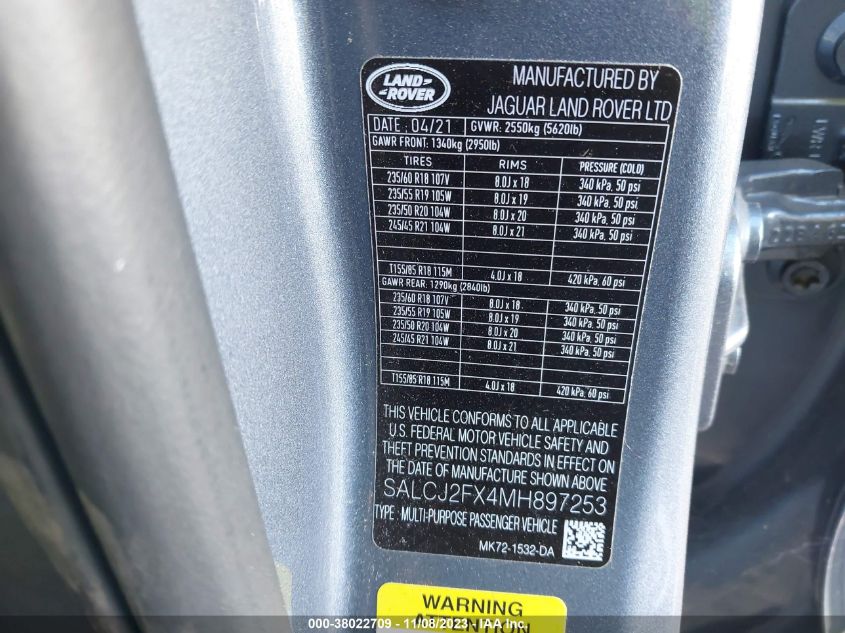 LAND-
ROVER
MANUFACTURED BY
JAGUAR LAND ROVER LTD
DATE : 04/21 GVWR: 2550kg (5620lb)
GAWR FRONT: 1340kg (2950lb)
TIRES RIMS PRESSURE (COLD)
235/60 R18 107V 8.0J x 18 340 kPa, 50 psi
235/55 R19 105W 8.0J x 19 340 kPa, 50 psi
235/50 R20 104W 8.0J x 20 340 kPa, 50 psi
245/45 R21 104W 8.0J x 21 340 kPa, 50 psi
T155/85 R18 115M 4.0J x 18 420 kPa, 60 psi
GAWR REAR: 1290kg (2840lb)
235/60 R18 107V 8.0J x 18 340 kPa, 50 psi
235/55 R19 105W 8.0J x 19 340 kPa, 50 psi
235/50 R20 104W 8.0J x 20 340 kPa, 50 psi
245/45 R21 104W 8.0J x 21 340 kPa, 50 psi
T155/85 R18 115M 4.0J x 18 420 kPa, 60 psi
THIS VEHICLE CONFORMS TO ALL APPLICABLE
U.S. FEDERAL MOTOR VEHICLE SAFETY AND
THEFT PREVENTION STANDARDS IN EFFECT ON
THE DATE OF MANUFACTURE SHOWN ABOVE
SALCJ2FX4MH897253
TYPE : MULTI-PURPOSE PASSENGER VEHICLE
MK72-1532-DA
WARNING
ATTENTION
000-38022709 - 11/08/2023 - © IAA, Inc.